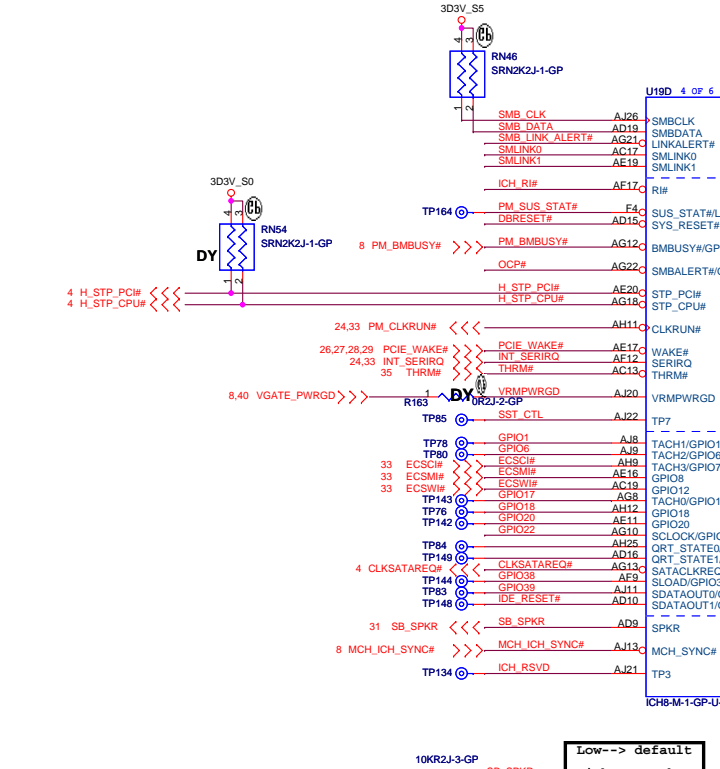 3D3V_S5
4 3
RN46
SRN2K2J-1-GP
1 2
U19D 4 OF 6
SMB_CLK AJ26 SMBCLK
SMB_DATA AD19 SMBDATA
SMB_LINK_ALERT# AG21 LINKALERT#
SMLINK0 AC17 SMLINK0
SMLINK1 AE19 SMLINK1
3D3V_S0
4 3
RN54
SRN2K2J-1-GP
DY
1 2
ICH_RI# AF17 RI#
TP164 PM_SUS_STAT# F4 SUS_STAT#/L
DBRESET# AD15 SYS_RESET#
8 PM_BMBUSY# PM_BMBUSY# AG12 BMBUSY#/GP
OCP# AG22 SMBALERT#/
4 H_STP_PCI# H_STP_PCI# AE20 STP_PCI#
4 H_STP_CPU# H_STP_CPU# AG18 STP_CPU#
24,33 PM_CLKRUN# AH11 CLKRUN#
26,27,28,29 PCIE_WAKE# PCIE_WAKE# AE17 WAKE#
24,33 INT_SERIRQ INT_SERIRQ AF12 SERIRQ
35 THRM# THRM# AC13 THRM#
8,40 VGATE_PWRGD 1 R163 DY 0R2J-2-GP VRMPWRGD AJ20 VRMPWRGD
TP85 SST_CTL AJ22 TP7
TP78 GPIO1 AJ8 TACH1/GPIO1
TP80 GPIO6 AJ9 TACH2/GPIO6
33 ECSCI# ECSCI# AH9 TACH3/GPIO7
33 ECSMI# ECSMI# AE16 GPIO8
33 ECSWI# ECSWI# AC19 GPIO12
TP143 GPIO17 AG8 TACH0/GPIO1
TP76 GPIO18 AH12 GPIO18
TP142 GPIO20 AE11 GPIO20
GPIO22 AG10 SCLOCK/GPIO
TP84 AH25 QRT_STATE0
TP149 AD16 QRT_STATE1
4 CLKSATAREQ# CLKSATAREQ# AG13 SATACLKREQ
TP144 GPIO38 AF9 SLOAD/GPIO3
TP83 GPIO39 AJ11 SDATAOUT0/
TP148 IDE_RESET# AD10 SDATAOUT1/
31 SB_SPKR SB_SPKR AD9 SPKR
8 MCH_ICH_SYNC# MCH_ICH_SYNC# AJ13 MCH_SYNC#
TP134 ICH_RSVD AJ21 TP3
ICH8-M-1-GP-U-
Low--> default
10KR2J-3-GP